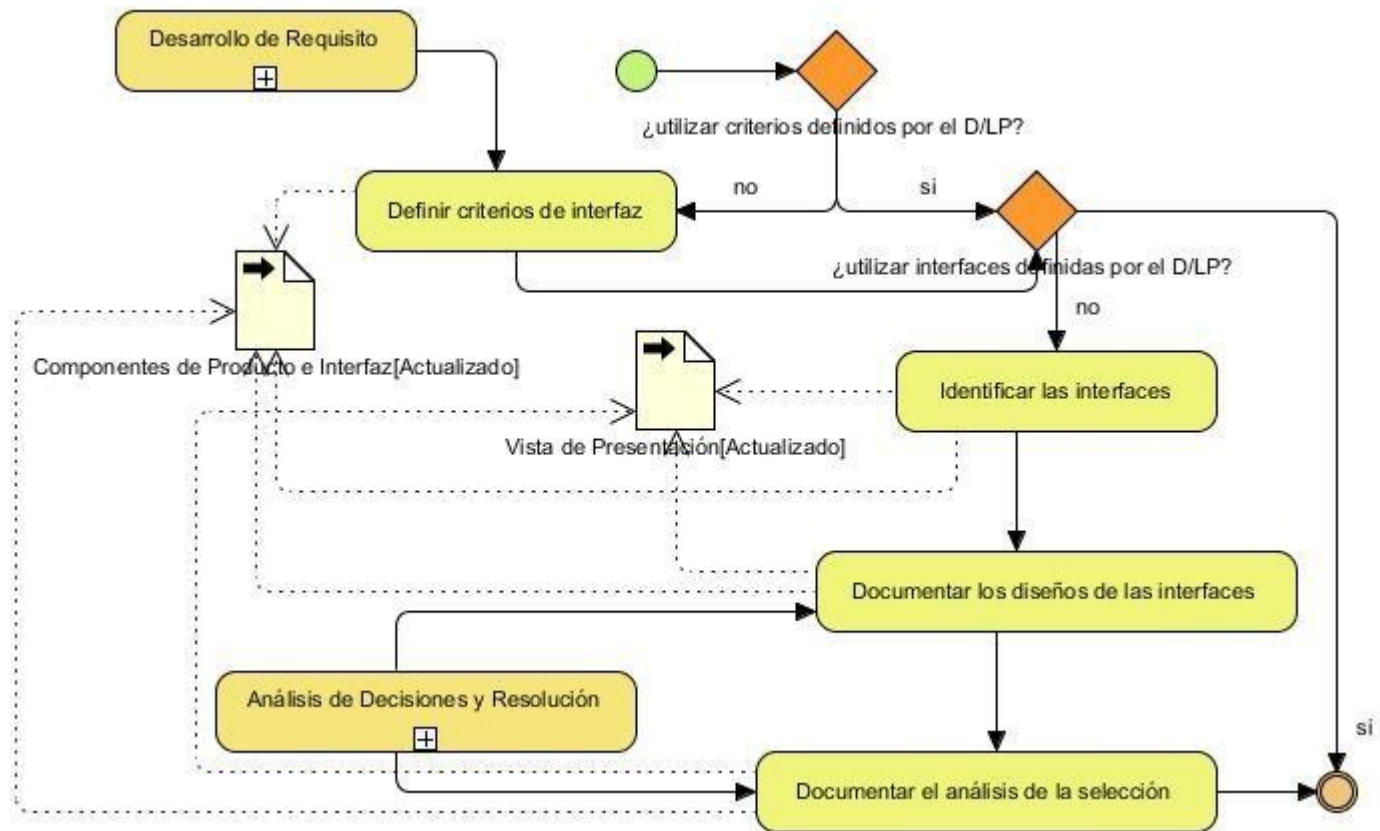 Desarrollo de Requisito
¿utilizar criterios definidos por el D/LP?
no
si
Definir criterios de interfaz
¿utilizar interfaces definidas por el D/LP?
no
Componentes de Producto e Interfaz[Actualizado]
Identificar las interfaces
Vista de Presentación[Actualizado]
Documentar los diseños de las interfaces
Análisis de Decisiones y Resolución
si
Documentar el análisis de la selección